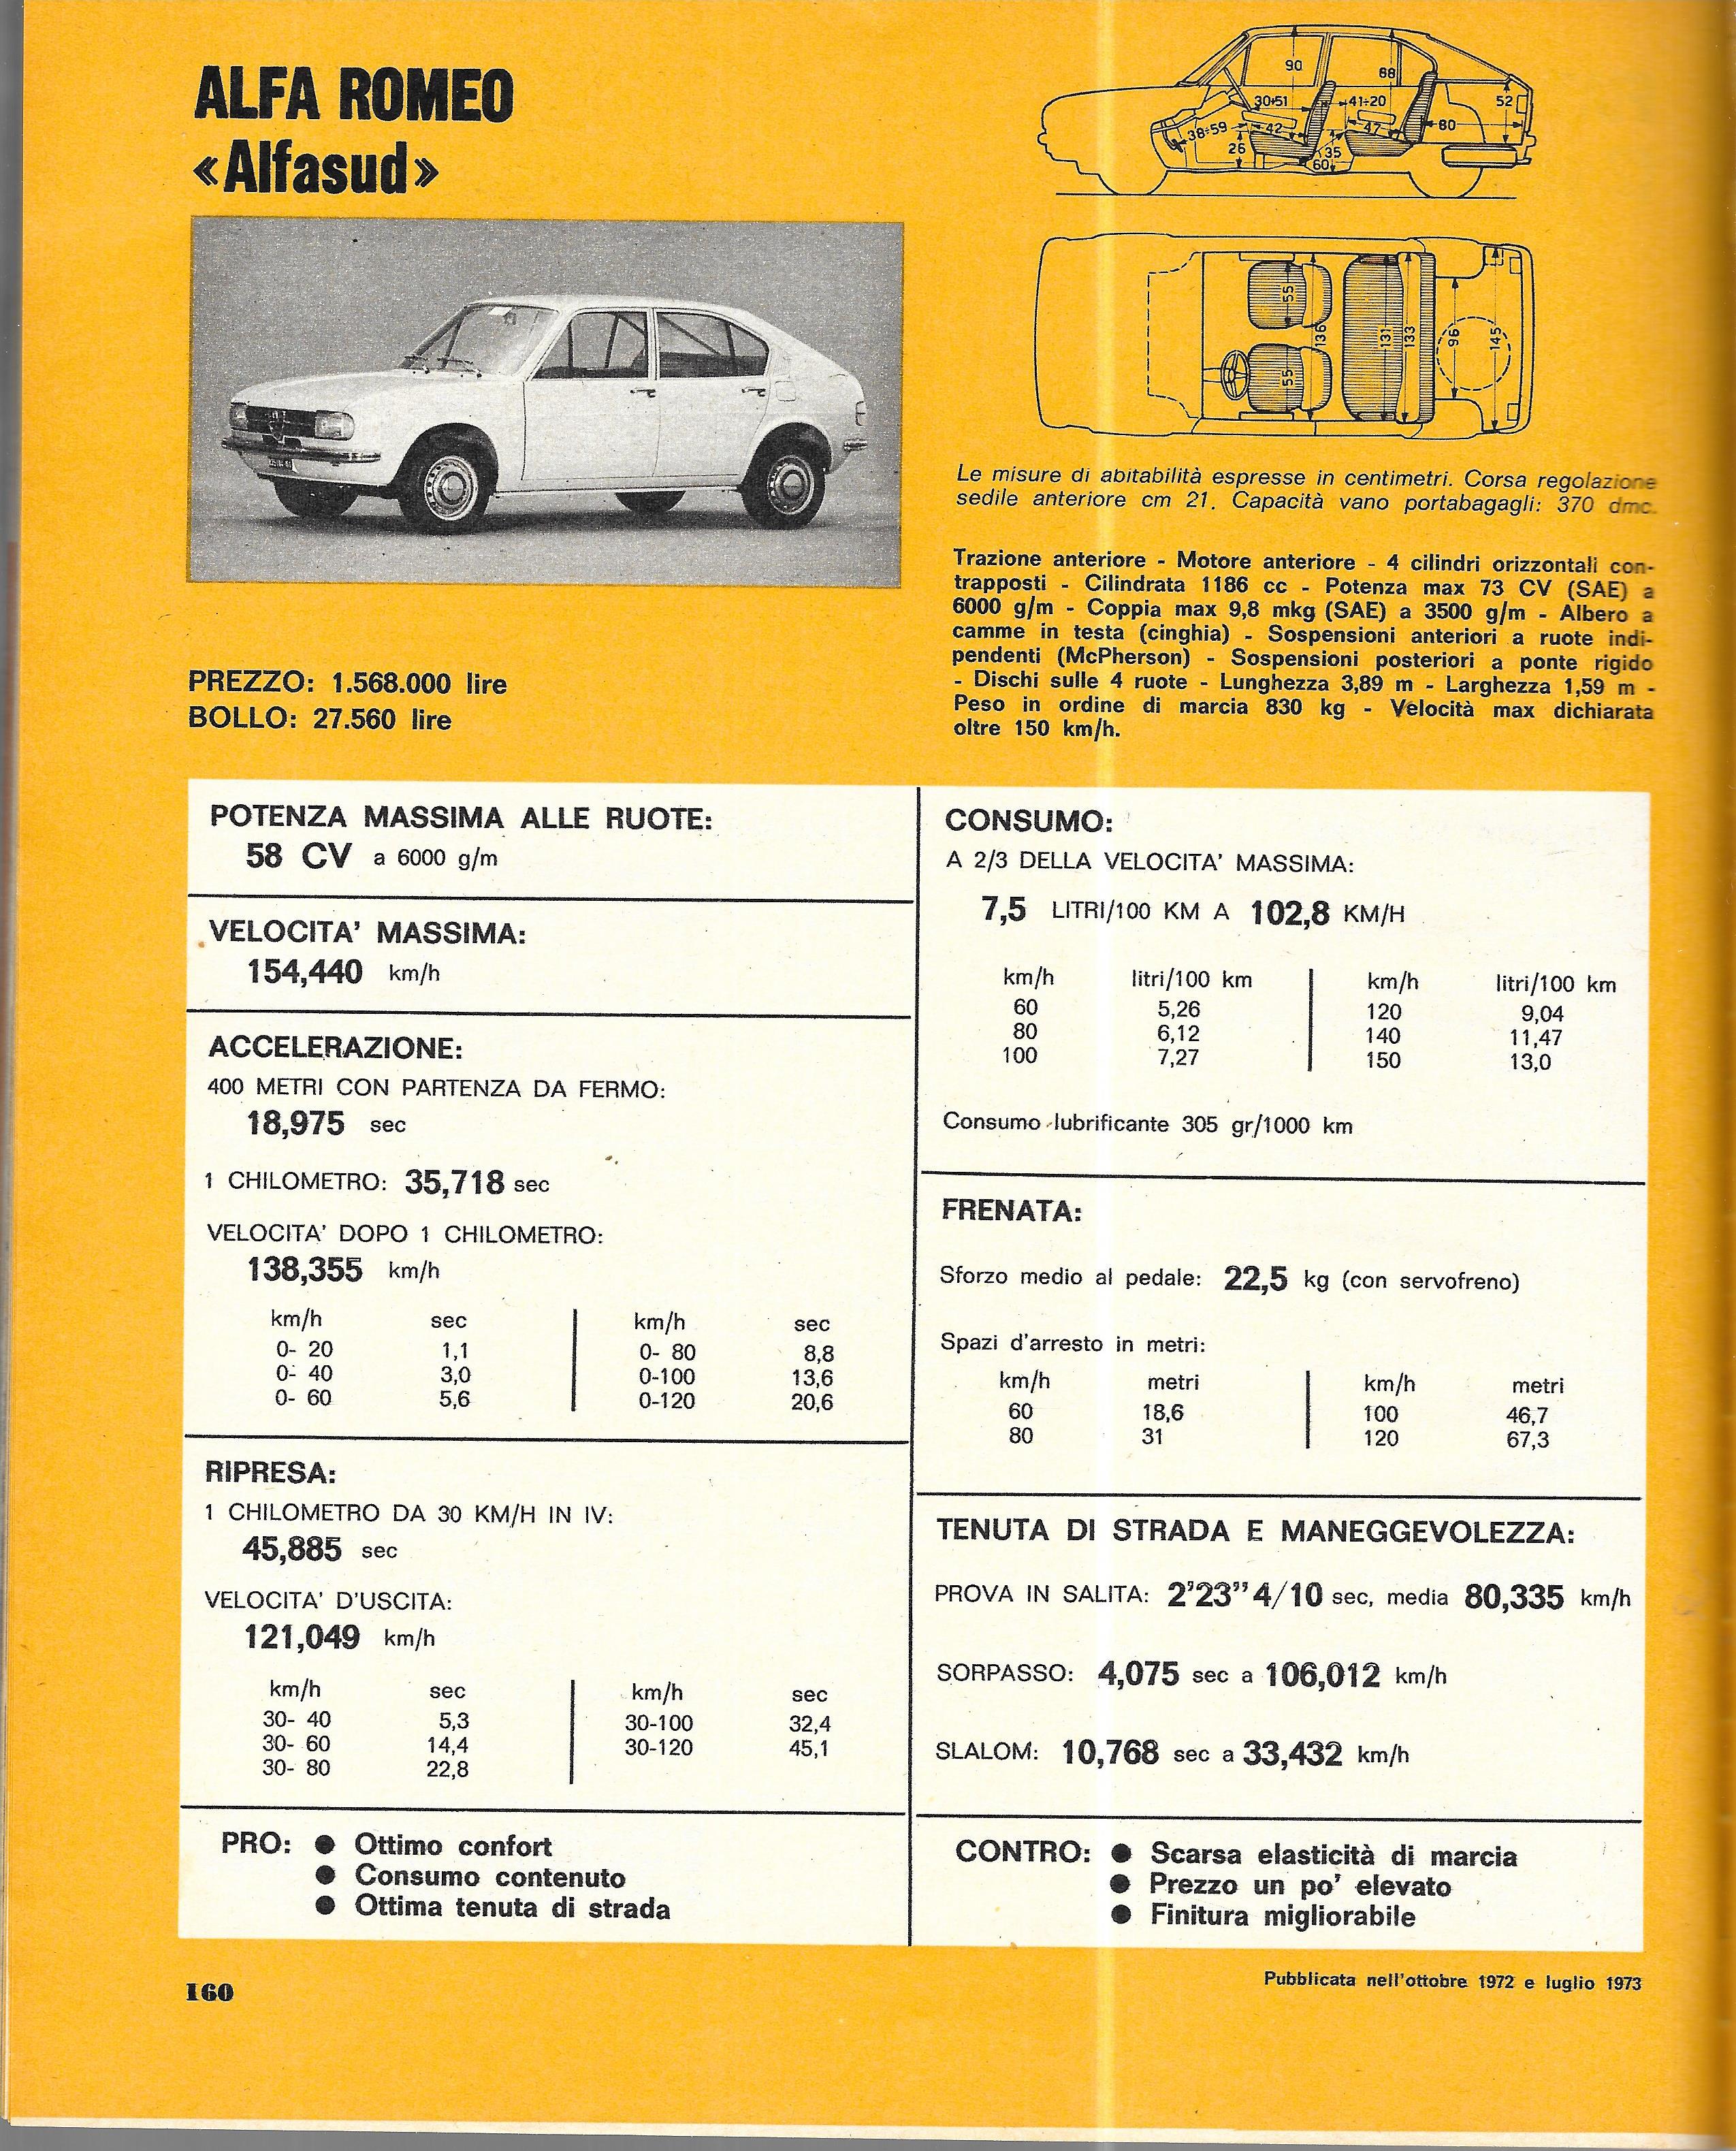 ALFA ROMEO
«Alfasud»
90
88
30÷51
41÷20
52
38÷59
42
47
80
26
35
60
55
136
131
133
96
145
55
Le misure di abitabilità espresse in centimetri. Corsa regolazione
sedile anteriore cm 21. Capacità vano portabagagli: 370 dmc.
Trazione anteriore - Motore anteriore - 4 cilindri orizzontali con-
trapposti - Cilindrata 1186 cc - Potenza max 73 CV (SAE) a
6000 g/m - Coppia max 9,8 mkg (SAE) a 3500 g/m - Albero a
camme in testa (cinghia) - Sospensioni anteriori a ruote indi-
pendenti (McPherson) - Sospensioni posteriori a ponte rigido
- Dischi sulle 4 ruote - Lunghezza 3,89 m - Larghezza 1,59 m -
Peso in ordine di marcia 830 kg - Velocità max dichiarata
oltre 150 km/h.
PREZZO: 1.568.000 lire
BOLLO: 27.560 lire
POTENZA MASSIMA ALLE RUOTE:
58 CV a 6000 g/m
VELOCITA' MASSIMA:
154,440 km/h
ACCELERAZIONE:
400 METRI CON PARTENZA DA FERMO:
18,975 sec
1 CHILOMETRO: 35,718 sec
VELOCITA' DOPO 1 CHILOMETRO:
138,355 km/h
km/h sec km/h sec
0- 20 1,1 0- 80 8,8
0- 40 3,0 0-100 13,6
0- 60 5,6 0-120 20,6
RIPRESA:
1 CHILOMETRO DA 30 KM/H IN IV:
45,885 sec
VELOCITA' D'USCITA:
121,049 km/h
km/h sec km/h sec
30- 40 5,3 30-100 32,4
30- 60 14,4 30-120 45,1
30- 80 22,8
PRO: ● Ottimo confort
● Consumo contenuto
● Ottima tenuta di strada
CONSUMO:
A 2/3 DELLA VELOCITA' MASSIMA:
7,5 LITRI/100 KM A 102,8 KM/H
km/h litri/100 km km/h litri/100 km
60 5,26 120 9,04
80 6,12 140 11,47
100 7,27 150 13,0
Consumo lubrificante 305 gr/1000 km
FRENATA:
Sforzo medio al pedale: 22,5 kg (con servofreno)
Spazi d'arresto in metri:
km/h metri km/h metri
60 18,6 100 46,7
80 31 120 67,3
TENUTA DI STRADA E MANEGGEVOLEZZA:
PROVA IN SALITA: 2'23"4/10 sec, media 80,335 km/h
SORPASSO: 4,075 sec a 106,012 km/h
SLALOM: 10,768 sec a 33,432 km/h
CONTRO: ● Scarsa elasticità di marcia
● Prezzo un po' elevato
● Finitura migliorabile
160
Pubblicata nell'ottobre 1972 e luglio 1973